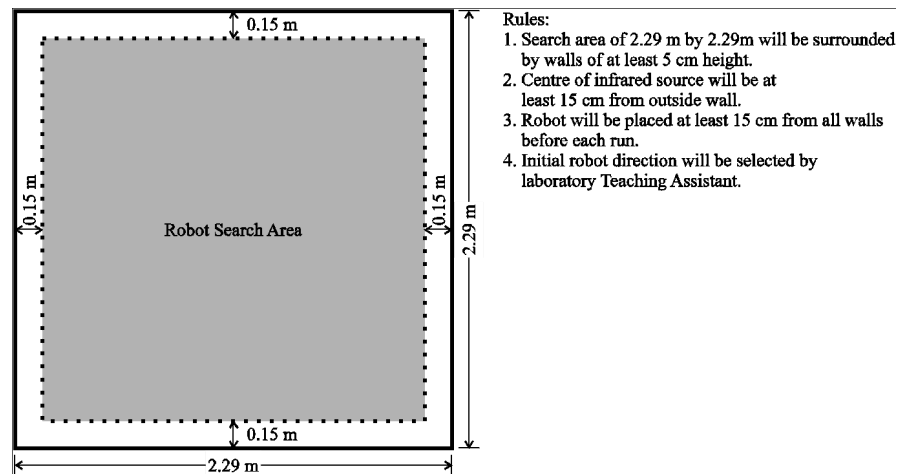 0.15 m
0.15 m
Robot Search Area
0.15 m
2.29 m
0.15 m
2.29 m
Rules:
1. Search area of 2.29 m by 2.29m will be surrounded
by walls of at least 5 cm height.
2. Centre of infrared source will be at
least 15 cm from outside wall.
3. Robot will be placed at least 15 cm from all walls
before each run.
4. Initial robot direction will be selected by
laboratory Teaching Assistant.